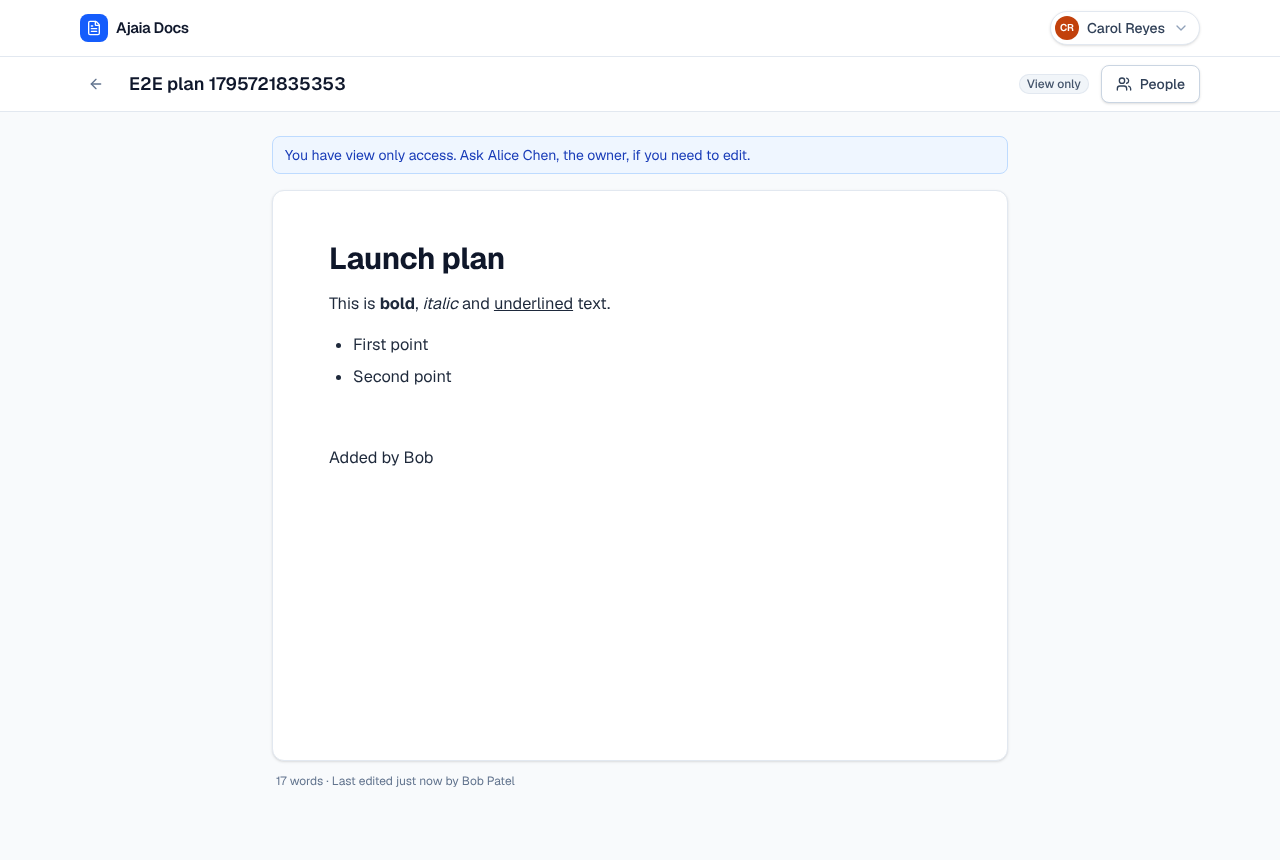 Ajaia Docs
CR Carol Reyes
E2E plan 1795721835353
View only
People
You have view only access. Ask Alice Chen, the owner, if you need to edit.
Launch plan
This is bold, italic and underlined text.
• First point
• Second point
Added by Bob
17 words · Last edited just now by Bob Patel